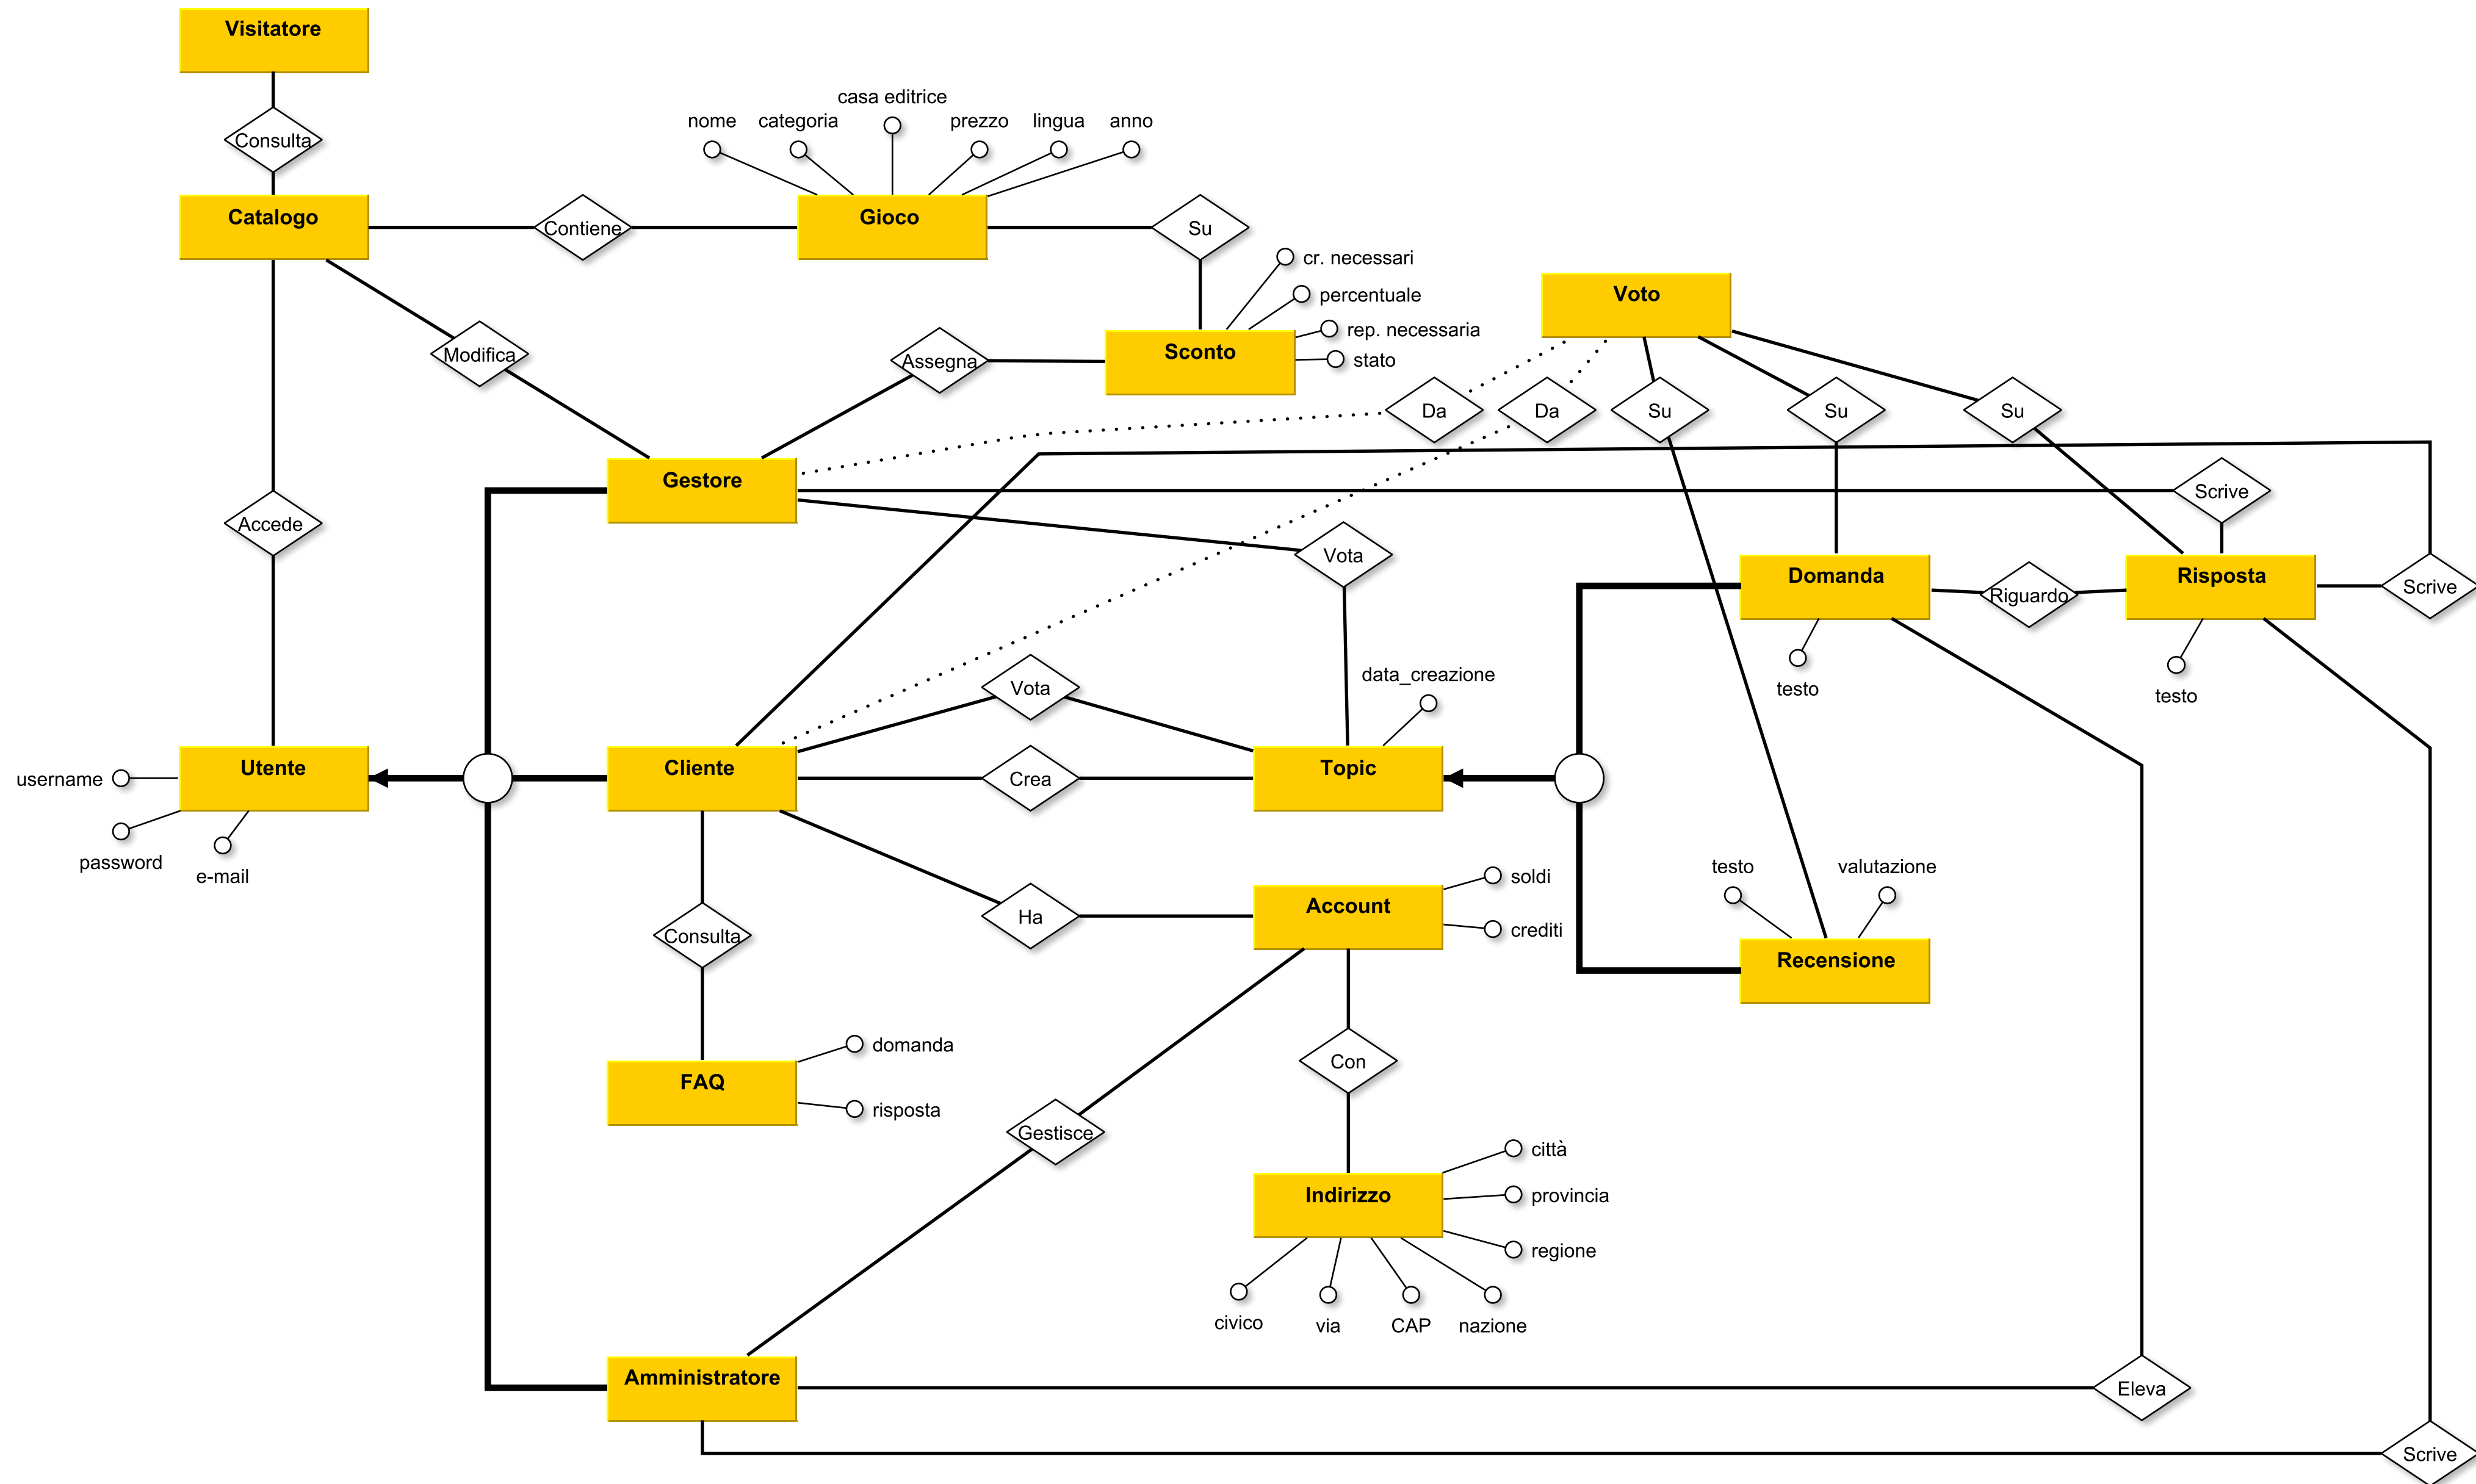 Visitatore
Consulta
casa editrice
nome
categoria
prezzo
lingua
anno
Catalogo
Contiene
Gioco
Su
cr. necessari
percentuale
rep. necessaria
stato
Voto
Modifica
Assegna
Sconto
Da
Da
Su
Su
Su
Gestore
Scrive
Accede
Vota
Domanda
Riguardo
Risposta
Scrive
testo
testo
Vota
data_creazione
username
Utente
Cliente
Crea
Topic
password
e-mail
testo
valutazione
soldi
Account
crediti
Ha
Consulta
Recensione
domanda
FAQ
risposta
Con
Gestisce
città
Indirizzo
provincia
regione
civico
via
CAP
nazione
Amministratore
Eleva
Scrive